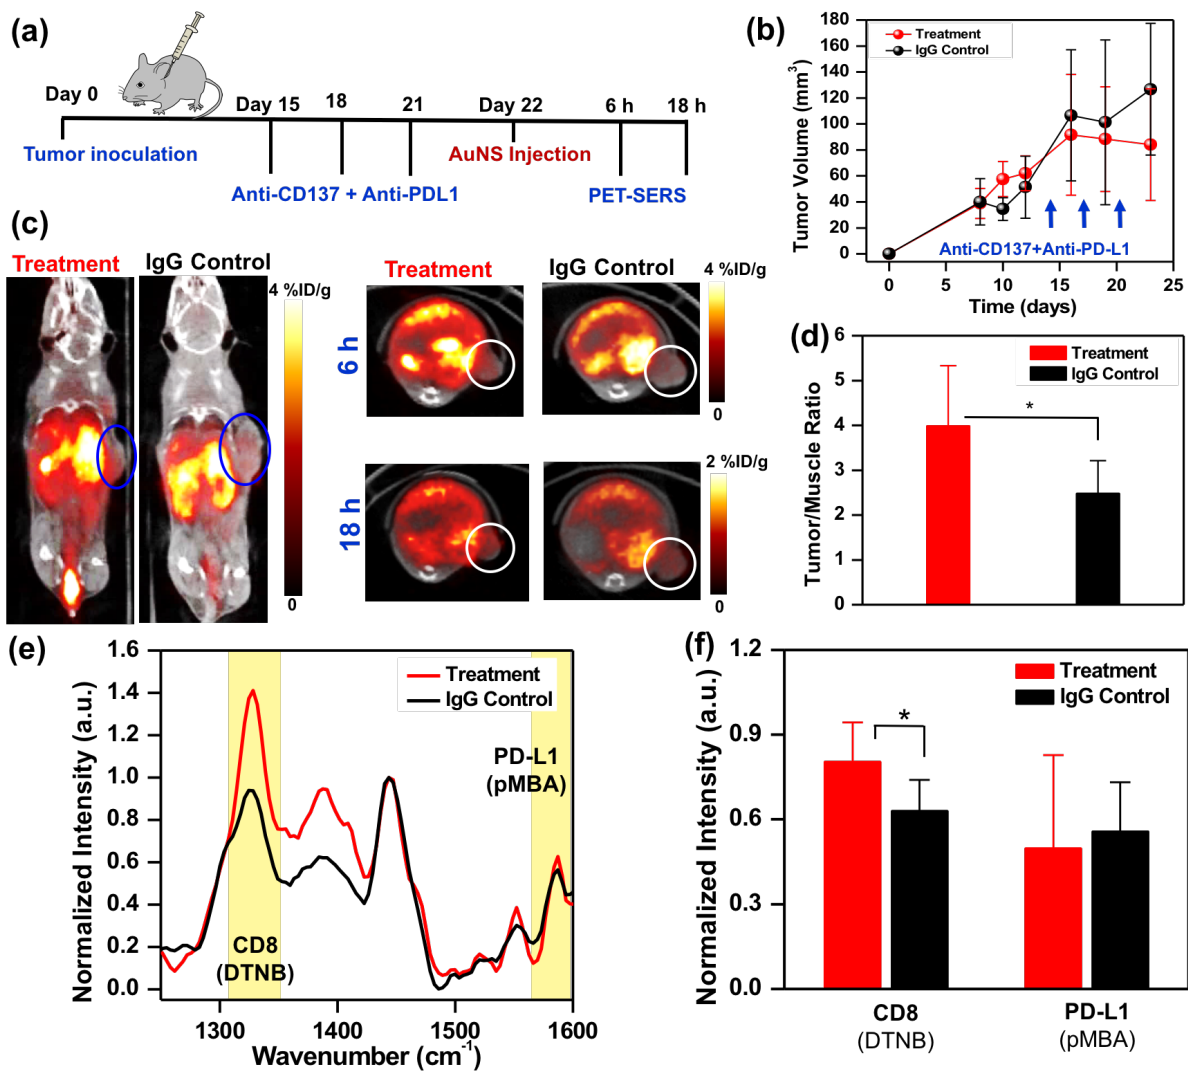 (a)
Day 0
Day 15
18
21
Day 22
6 h
18 h
Tumor inoculation
AuNS Injection
Anti-CD137 + Anti-PDL1
PET-SERS
(b)
Treatment
IgG Control
Tumor Volume (mm³)
180
160
140
120
100
80
60
40
20
0
Anti-CD137+Anti-PD-L1
0
5
10
15
20
25
Time (days)
(c)
Treatment
IgG Control
4 %ID/g
0
Treatment
IgG Control
4 %ID/g
6 h
0
2 %ID/g
18 h
0
(d)
Treatment
IgG Control
*
Tumor/Muscle Ratio
6
5
4
3
2
1
0
(e)
Treatment
IgG Control
PD-L1
(pMBA)
CD8
(DTNB)
Normalized Intensity (a.u.)
1.6
1.4
1.2
1.0
0.8
0.6
0.4
0.2
0.0
1300
1400
1500
1600
Wavenumber (cm⁻¹)
(f)
Treatment
IgG Control
*
Normalized Intensity (a.u.)
1.2
0.9
0.6
0.3
0.0
CD8
(DTNB)
PD-L1
(pMBA)